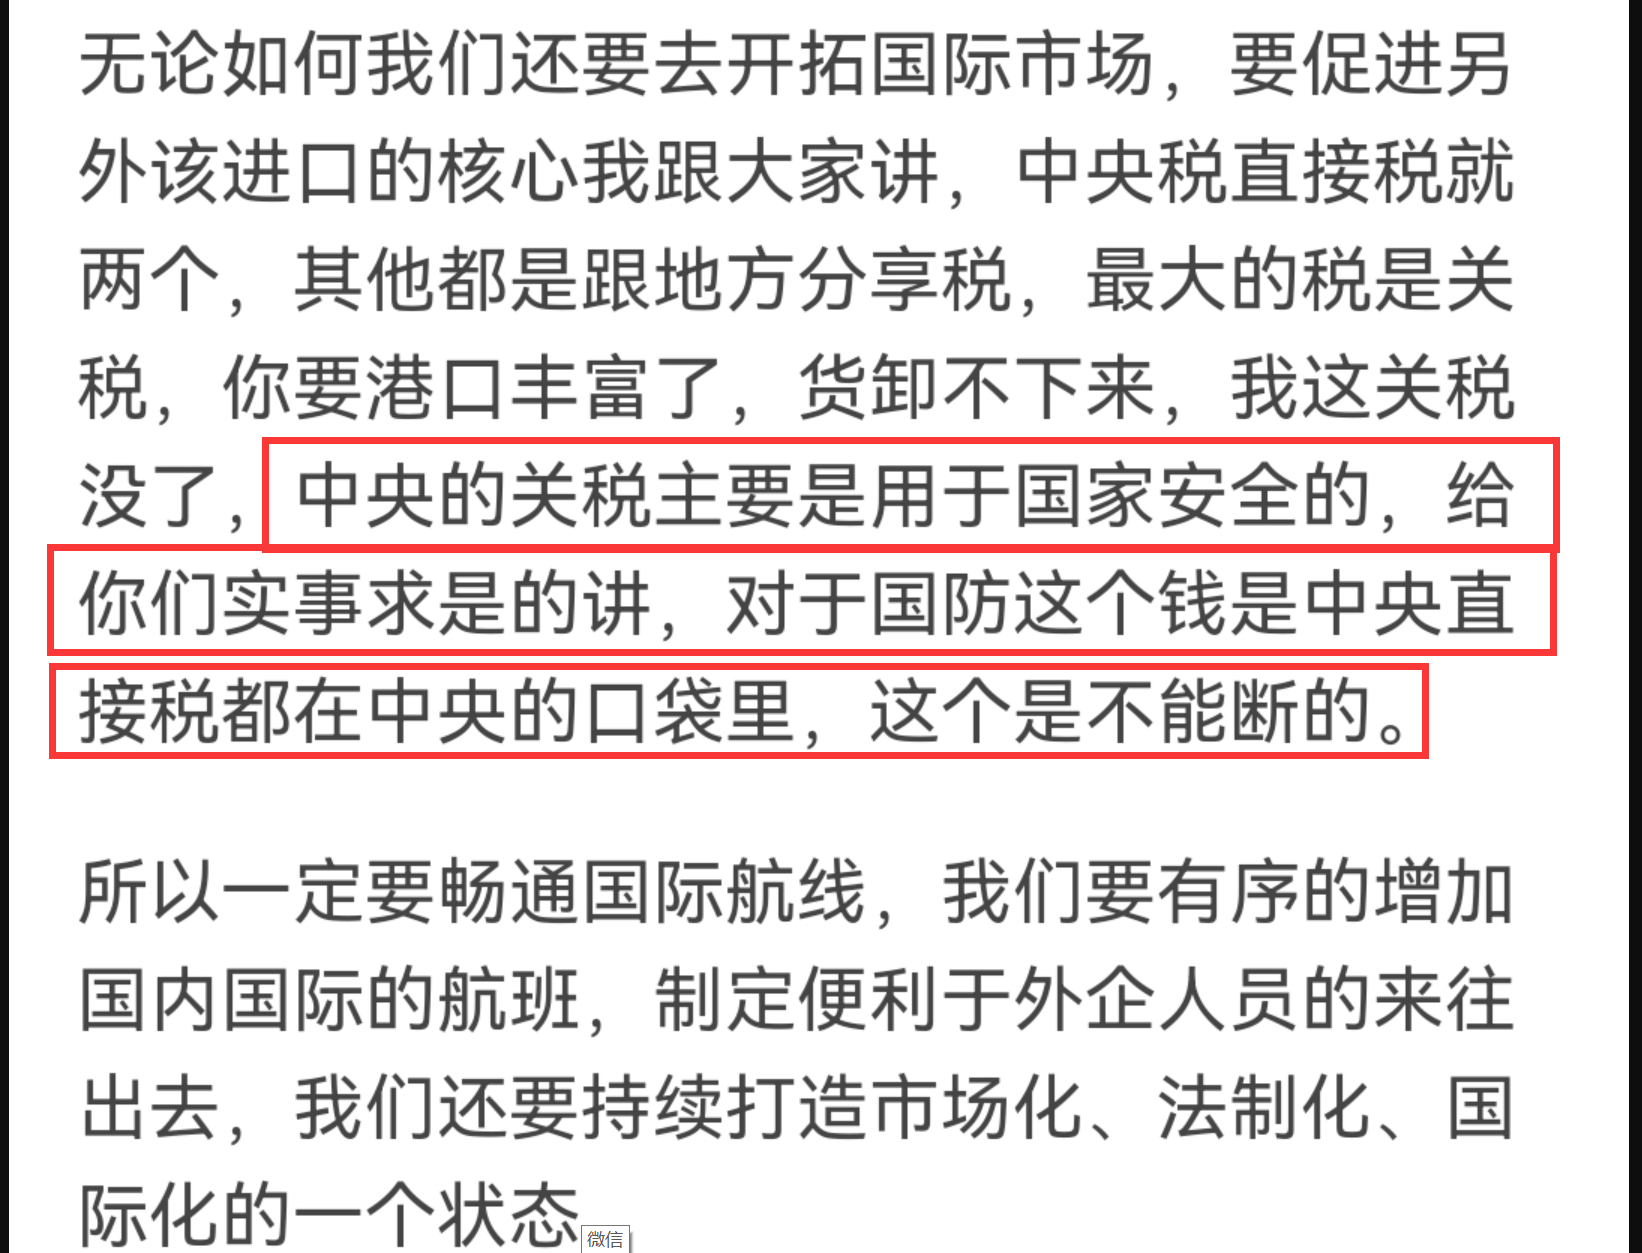 无论如何我们还要去开拓国际市场，要促进另
外该进口的核心我跟大家讲，中央税直接税就
两个，其他都是跟地方分享税，最大的税是关
税，你要港口丰富了，货卸不下来，我这关税
没了，中央的关税主要是用于国家安全的，给
你们实事求是的讲，对于国防这个钱是中央直
接税都在中央的口袋里，这个是不能断的。
所以一定要畅通国际航线，我们要有序的增加
国内国际的航班，制定便利于外企人员的来往
出去，我们还要持续打造市场化、法制化、国
际化的一个状态
微信